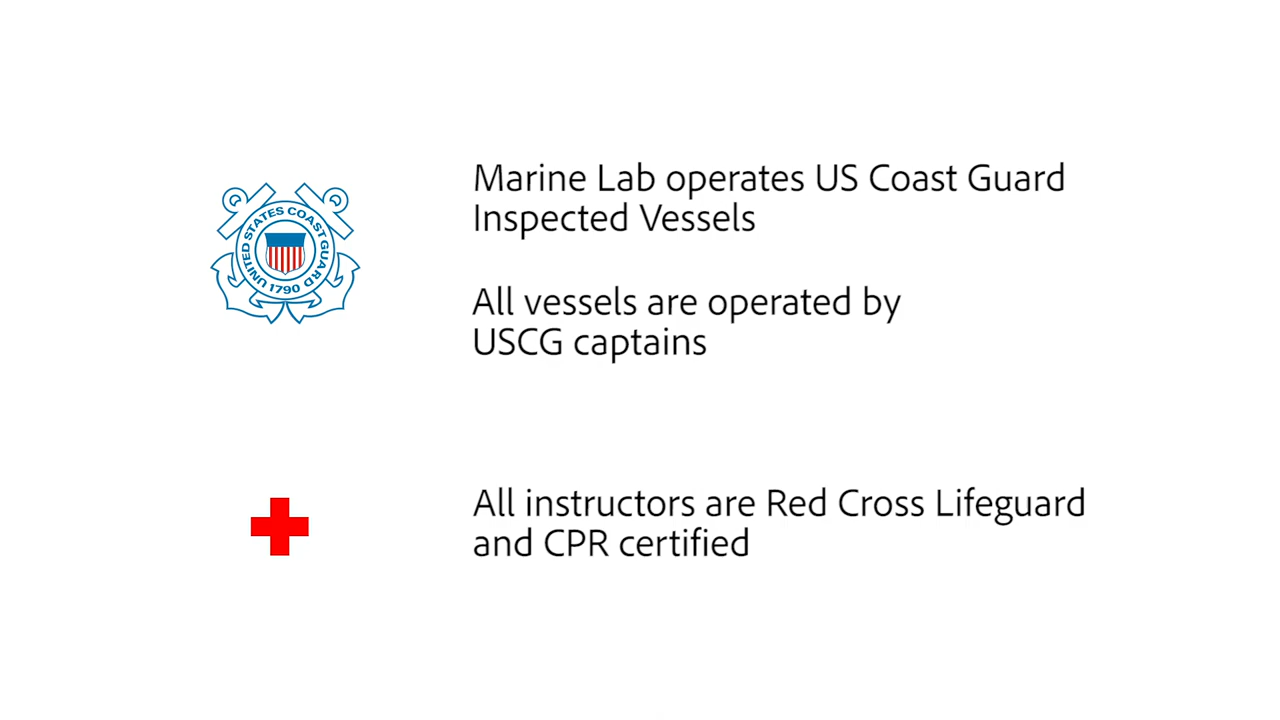 UNITED STATES COAST GUARD
1790
Marine Lab operates US Coast Guard
Inspected Vessels
All vessels are operated by
USCG captains
All instructors are Red Cross Lifeguard
and CPR certified